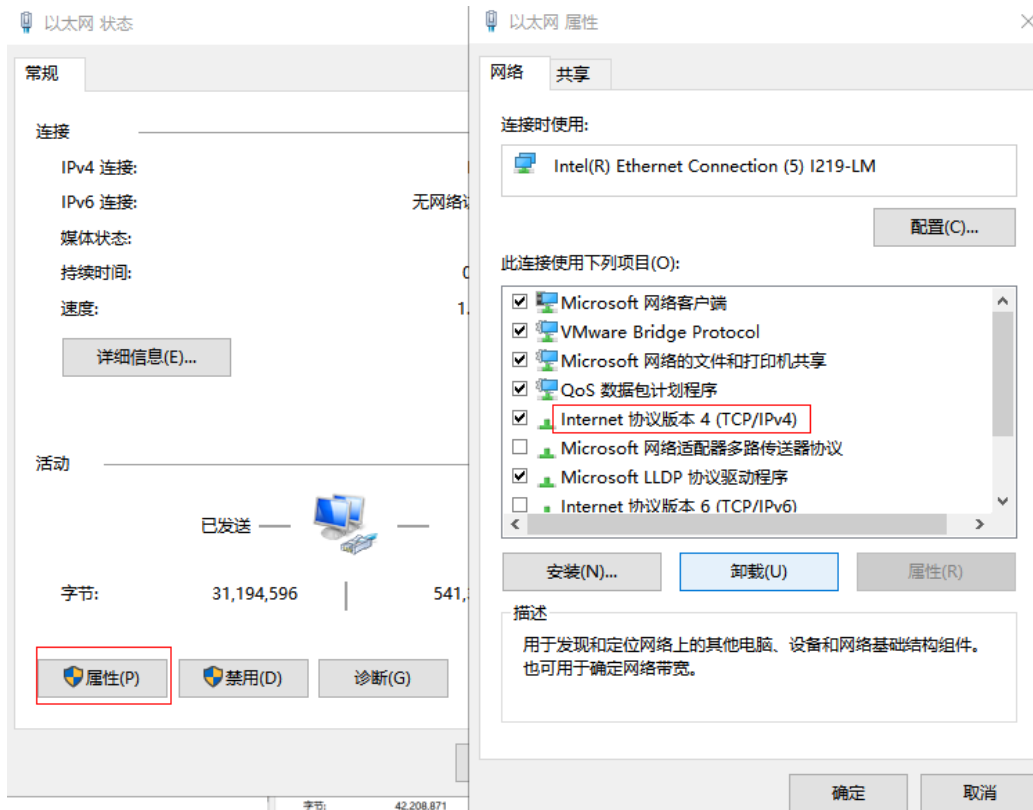 以太网 状态
常规
连接
IPv4 连接:
IPv6 连接:
无网络
媒体状态:
持续时间:
速度:
1.
详细信息(E)...
活动
已发送
字节:
31,194,596
541,
属性(P)
禁用(D)
诊断(G)
字节:
42,208,871
以太网 属性
网络
共享
连接时使用:
Intel(R) Ethernet Connection (5) I219-LM
配置(C)...
此连接使用下列项目(O):
Microsoft 网络客户端
VMware Bridge Protocol
Microsoft 网络的文件和打印机共享
QoS 数据包计划程序
Internet 协议版本 4 (TCP/IPv4)
Microsoft 网络适配器多路传送器协议
Microsoft LLDP 协议驱动程序
Internet 协议版本 6 (TCP/IPv6)
安装(N)...
卸载(U)
属性(R)
描述
用于发现和定位网络上的其他电脑、设备和网络基础结构组件。
也可用于确定网络带宽。
确定
取消